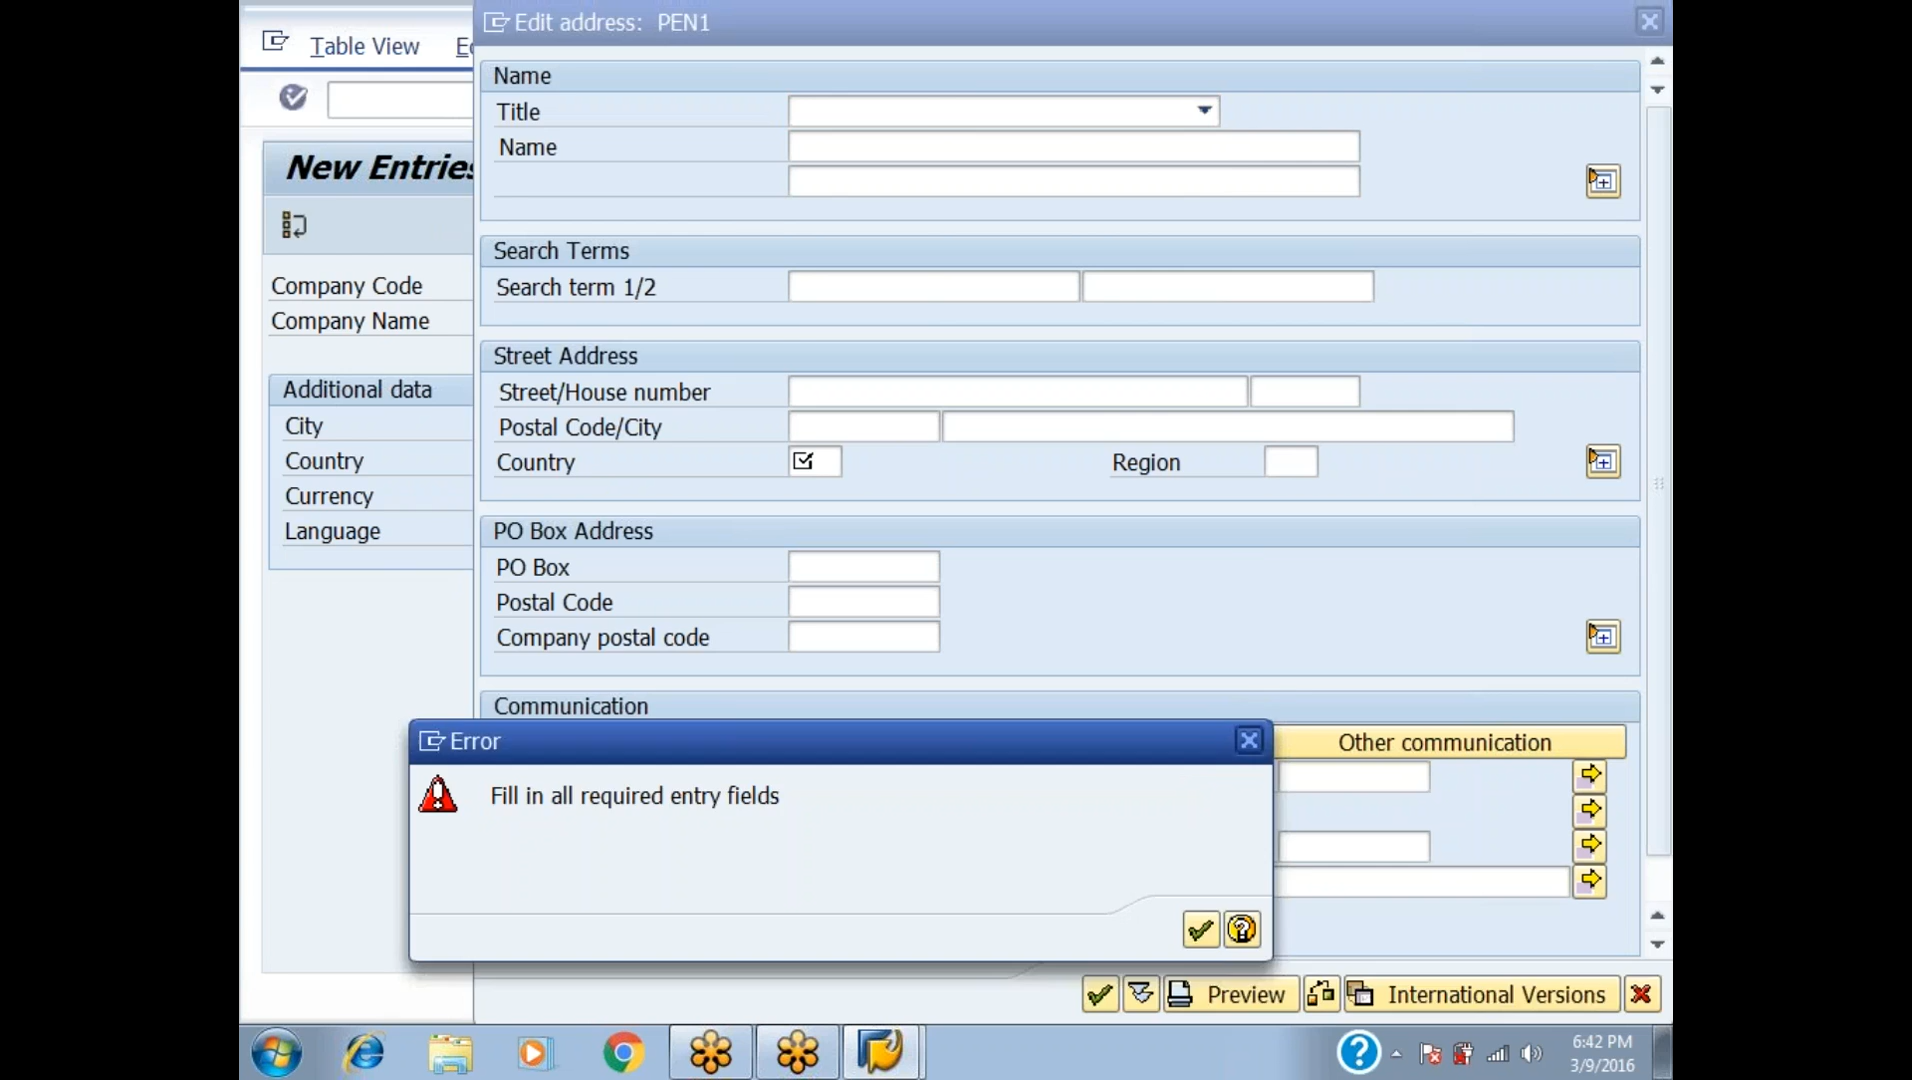 Edit address: PEN1
Table View
Name
Title
Name
New Entries
Search Terms
Search term 1/2
Company Code
Company Name
Street Address
Street/House number
Postal Code/City
Country
Region
Additional data
City
Country
Currency
Language
PO Box Address
PO Box
Postal Code
Company postal code
Communication
Other communication
Error
Fill in all required entry fields
Preview
International Versions
6:42 PM
3/9/2016